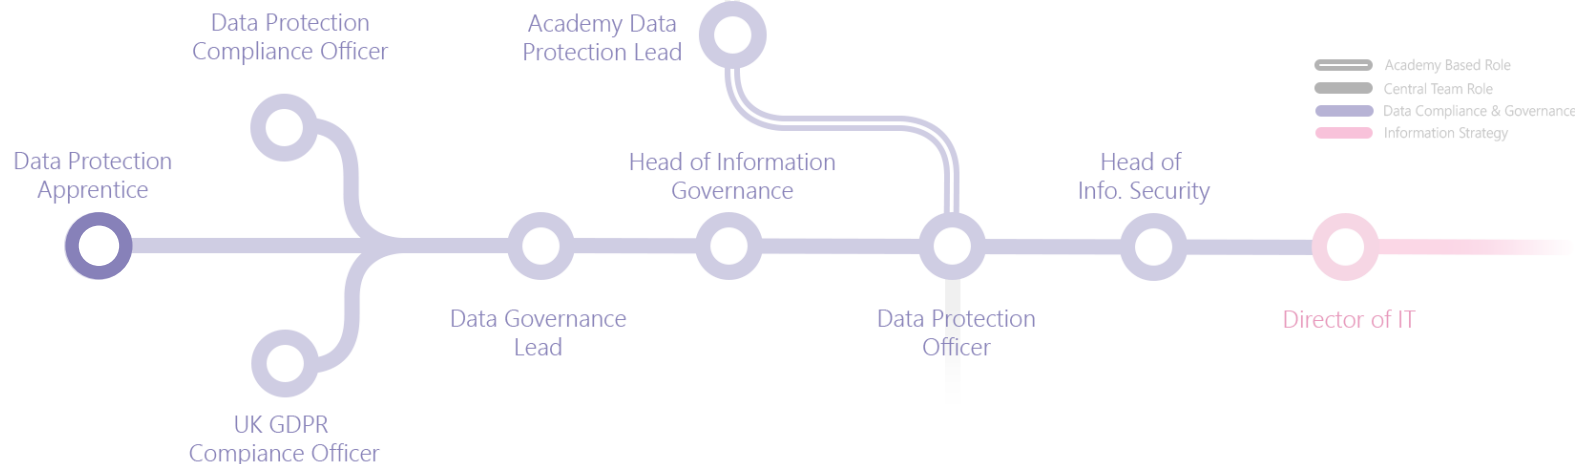 Data Protection
Compliance Officer
Academy Data
Protection Lead
Academy Based Role
Central Team Role
Data Compliance & Governance
Information Strategy
Data Protection
Apprentice
Head of Information
Governance
Head of
Info. Security
Data Governance
Lead
Data Protection
Officer
Director of IT
UK GDPR
Compiance Officer